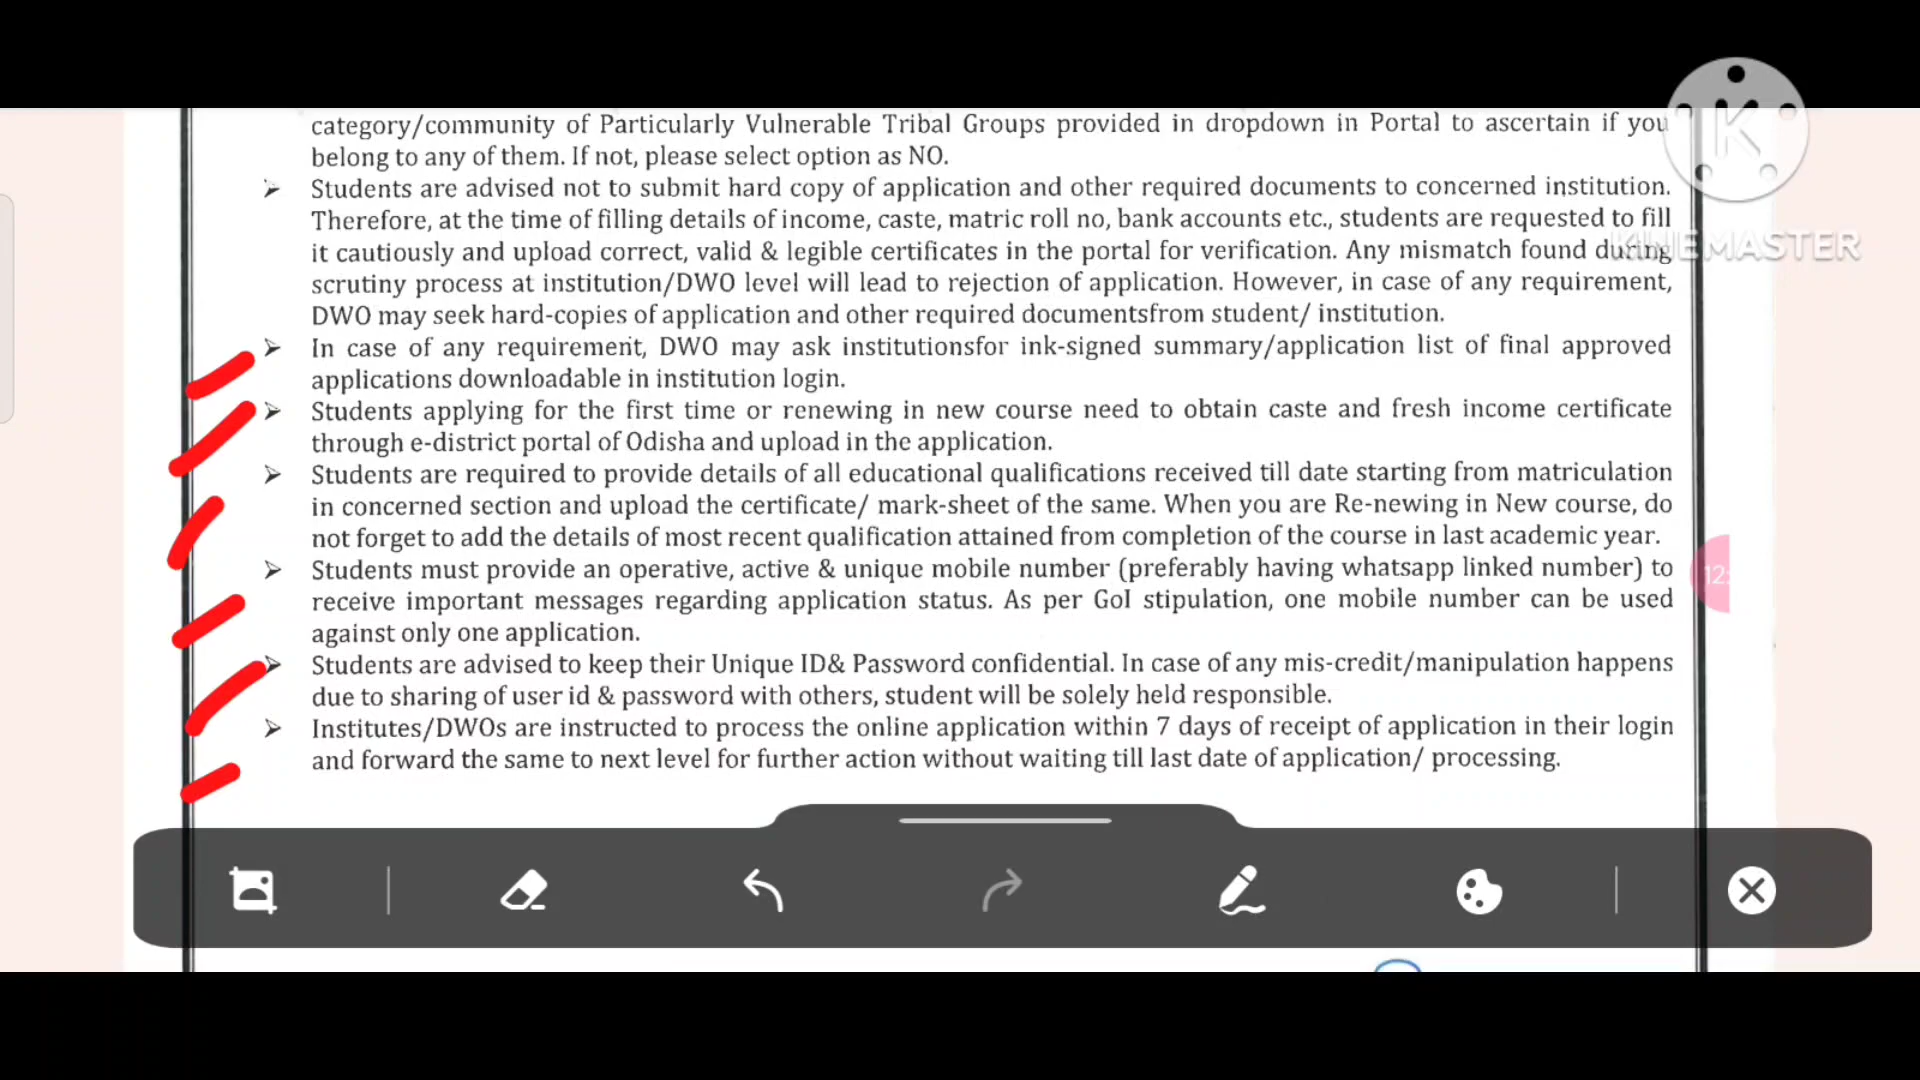 category/community of Particularly Vulnerable Tribal Groups provided in dropdown in Portal to ascertain if you
belong to any of them. If not, please select option as NO.
➢ Students are advised not to submit hard copy of application and other required documents to concerned institution.
Therefore, at the time of filling details of income, caste, matric roll no, bank accounts etc., students are requested to fill
it cautiously and upload correct, valid & legible certificates in the portal for verification. Any mismatch found during
scrutiny process at institution/DWO level will lead to rejection of application. However, in case of any requirement,
DWO may seek hard-copies of application and other required documentsfrom student/ institution.
➢ In case of any requirement, DWO may ask institutionsfor ink-signed summary/application list of final approved
applications downloadable in institution login.
➢ Students applying for the first time or renewing in new course need to obtain caste and fresh income certificate
through e-district portal of Odisha and upload in the application.
➢ Students are required to provide details of all educational qualifications received till date starting from matriculation
in concerned section and upload the certificate/ mark-sheet of the same. When you are Re-newing in New course, do
not forget to add the details of most recent qualification attained from completion of the course in last academic year.
➢ Students must provide an operative, active & unique mobile number (preferably having whatsapp linked number) to
receive important messages regarding application status. As per GoI stipulation, one mobile number can be used
against only one application.
➢ Students are advised to keep their Unique ID& Password confidential. In case of any mis-credit/manipulation happens
due to sharing of user id & password with others, student will be solely held responsible.
➢ Institutes/DWOs are instructed to process the online application within 7 days of receipt of application in their login
and forward the same to next level for further action without waiting till last date of application/ processing.
K
KINEMASTER
12: